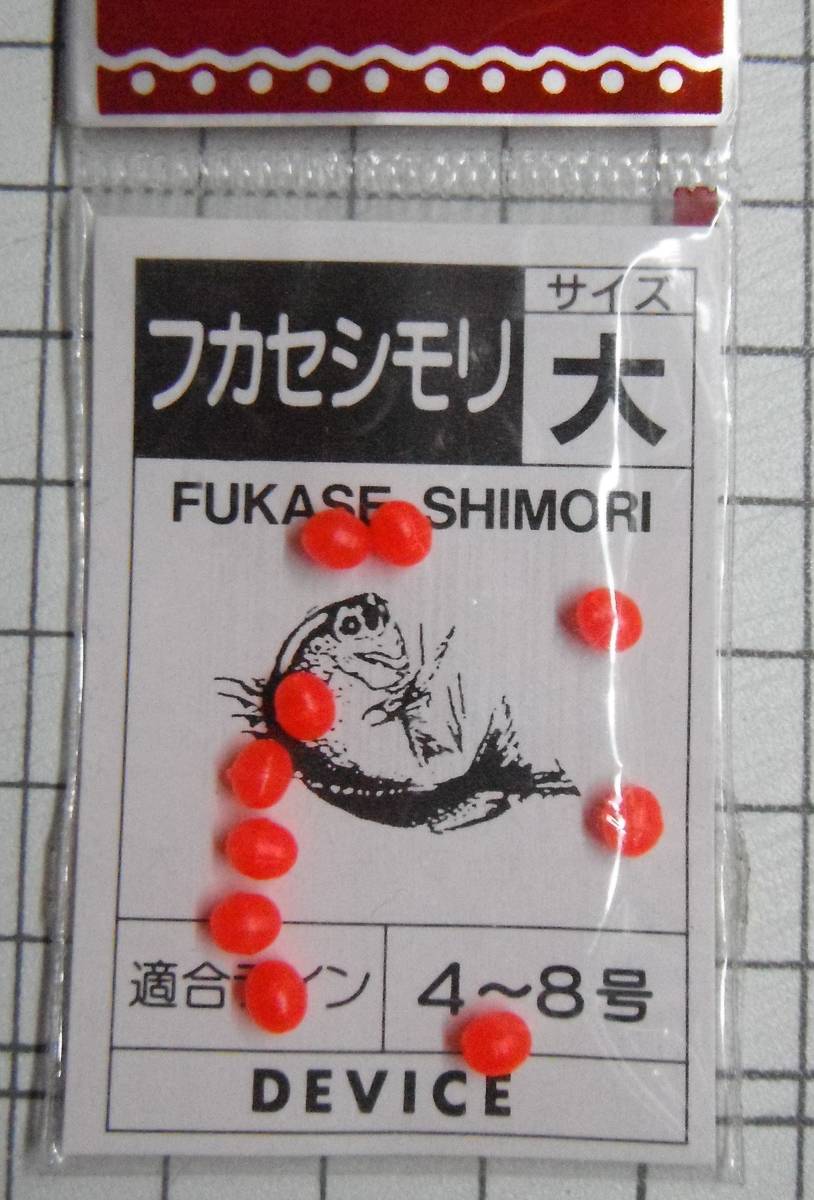 サイズ
フカセシモリ 大
FUKASE SHIMORI
適合ライン 4〜8号
DEVICE